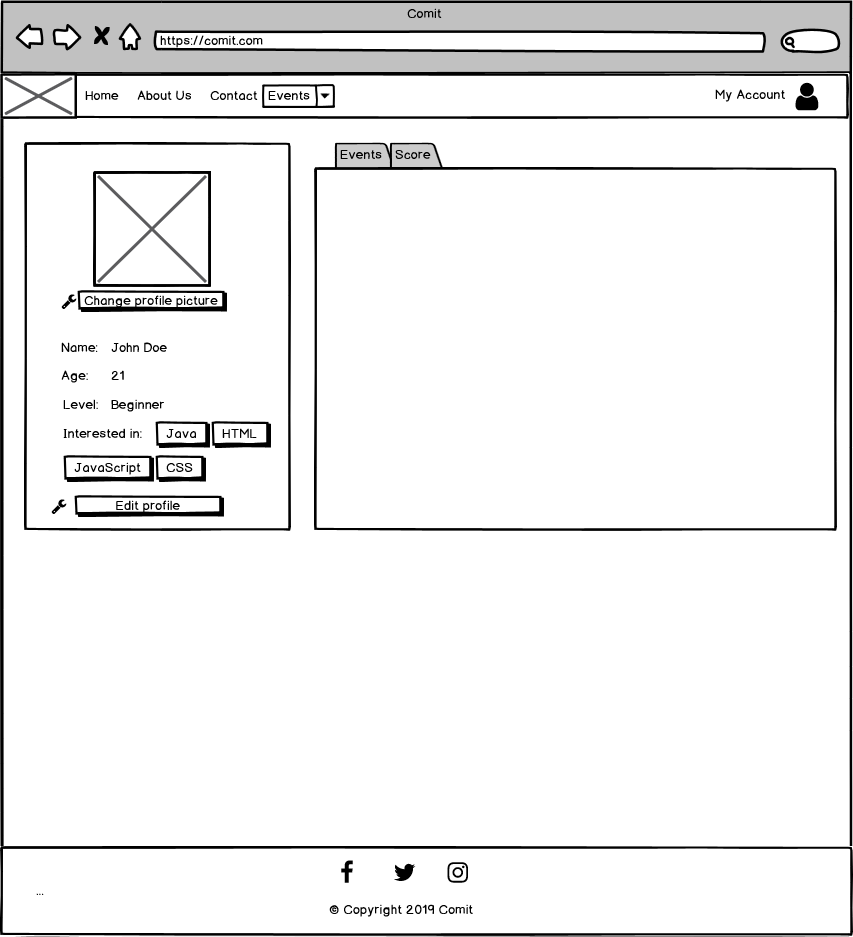 Comit
https://comit.com
Home About Us Contact Events My Account
Events Score
Change profile picture
Name: John Doe
Age: 21
Level: Beginner
Interested in: Java HTML
JavaScript CSS
Edit profile
...
© Copyright 2019 Comit